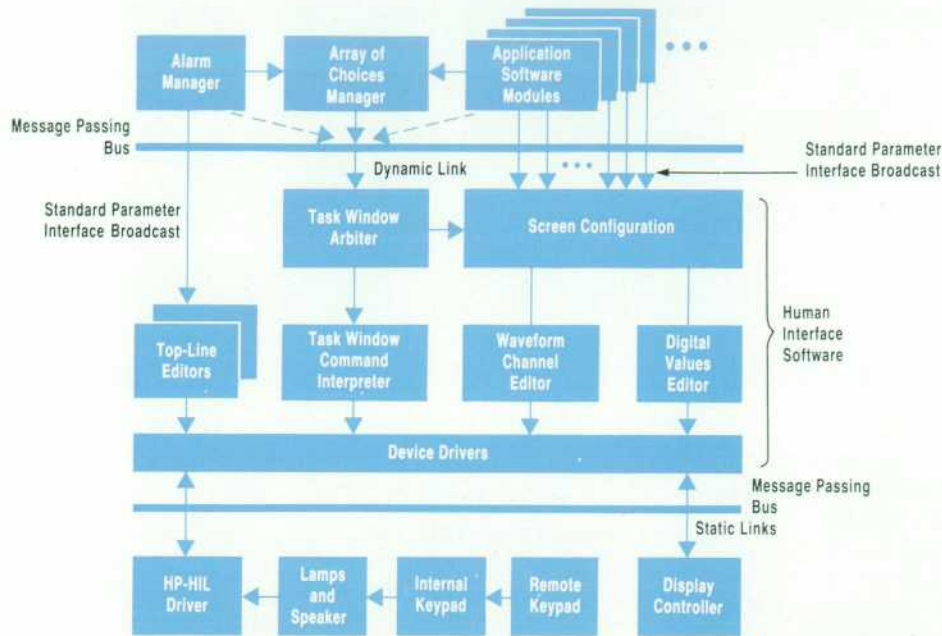 Alarm
Manager
Array of
Choices
Manager
Application
Software
Modules
Message Passing
Bus
Dynamic Link
Standard Parameter
Interface Broadcast
Standard Parameter
Interface Broadcast
Task Window
Arbiter
Screen Configuration
Human
Interface
Software
Top-Line
Editors
Task Window
Command
Interpreter
Waveform
Channel
Editor
Digital
Values
Editor
Device Drivers
Message Passing
Bus
Static Links
HP-HIL
Driver
Lamps
and
Speaker
Internal
Keypad
Remote
Keypad
Display
Controller